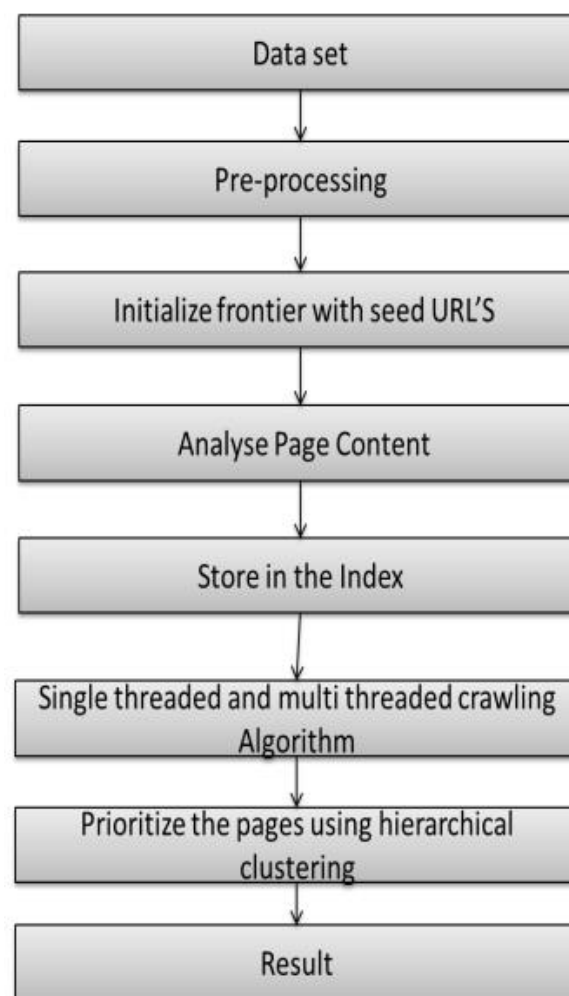 Data set
Pre-processing
Initialize frontier with seed URL'S
Analyse Page Content
Store in the Index
Single threaded and multi threaded crawling
Algorithm
Prioritize the pages using hierarchical
clustering
Result